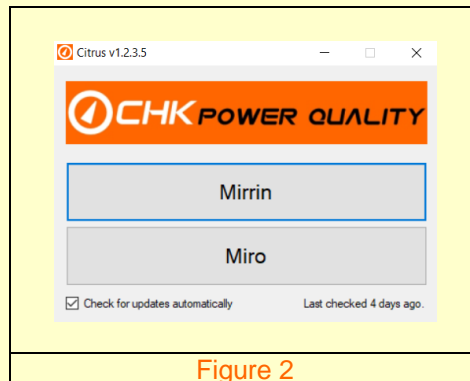 Citrus v1.2.3.5
CHK POWER QUALITY
Mirrin
Miro
Check for updates automatically Last checked 4 days ago.
Figure 2